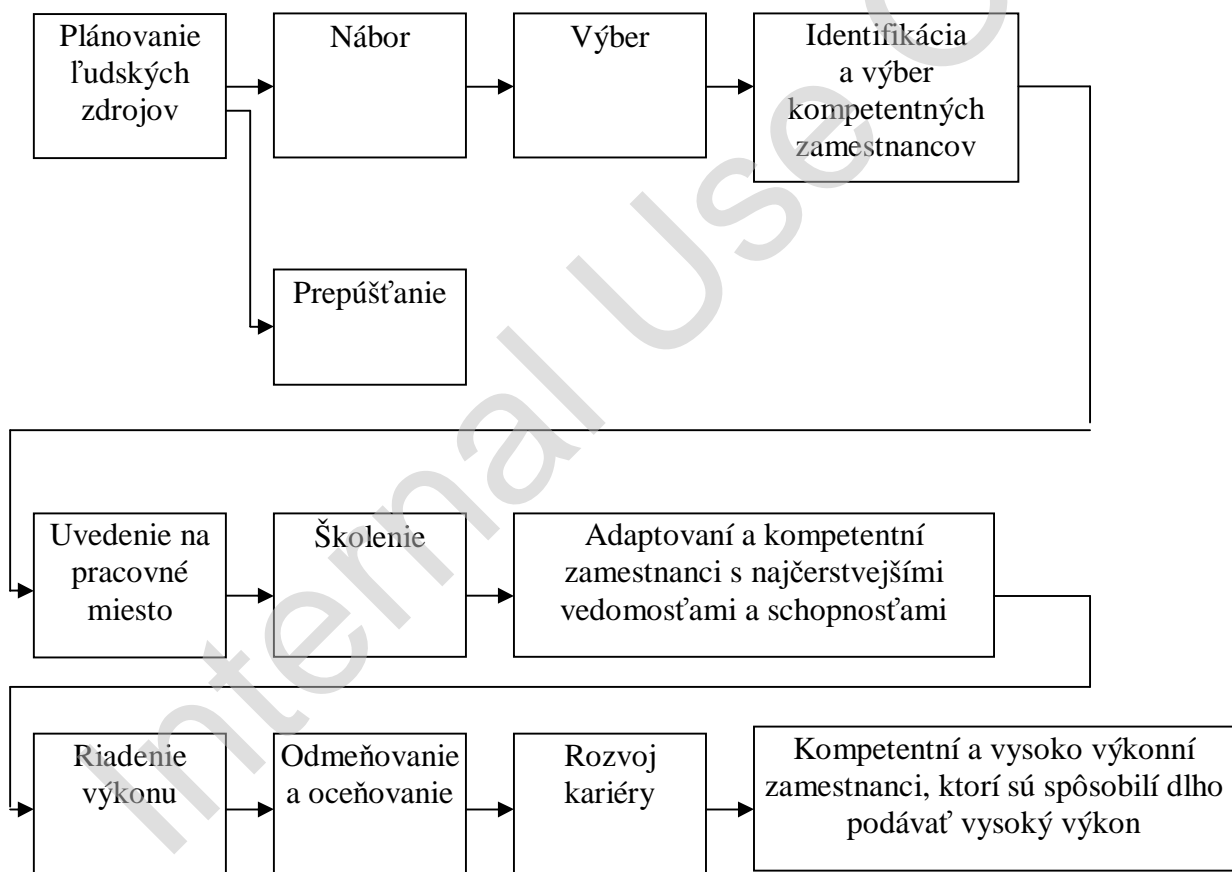 Plánovanie
ľudských
zdrojov
Nábor
Výber
Identifikácia
a výber
kompetentných
zamestnancov
Prepúšťanie
Uvedenie na
pracovné
miesto
Školenie
Adaptovaní a kompetentní
zamestnanci s najčerstvejšími
vedomosťami a schopnosťami
Riadenie
výkonu
Odmeňovanie
a oceňovanie
Rozvoj
kariéry
Kompetentní a vysoko výkonní
zamestnanci, ktorí sú spôsobilí dlho
podávať vysoký výkon
Internal Use